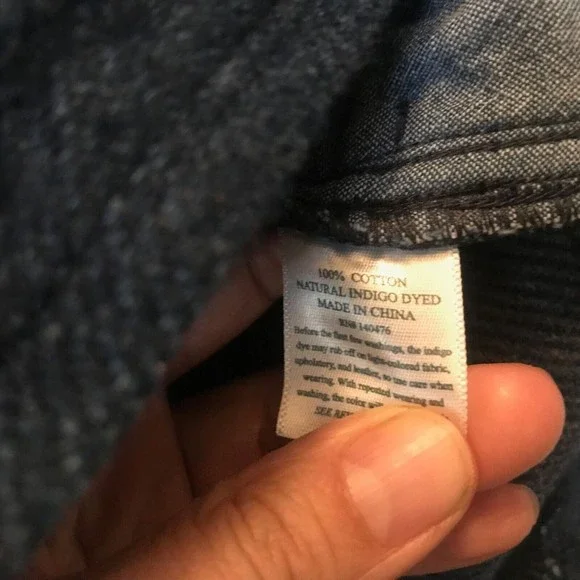 100% COTTON
NATURAL INDIGO DYED
MADE IN CHINA
RN# 140476
Before the first few washings, the indigo
dye may rub off on light-colored fabric,
upholstery, and leather, so use care when
wearing. With repeated wearing and
washing, the color
SEE